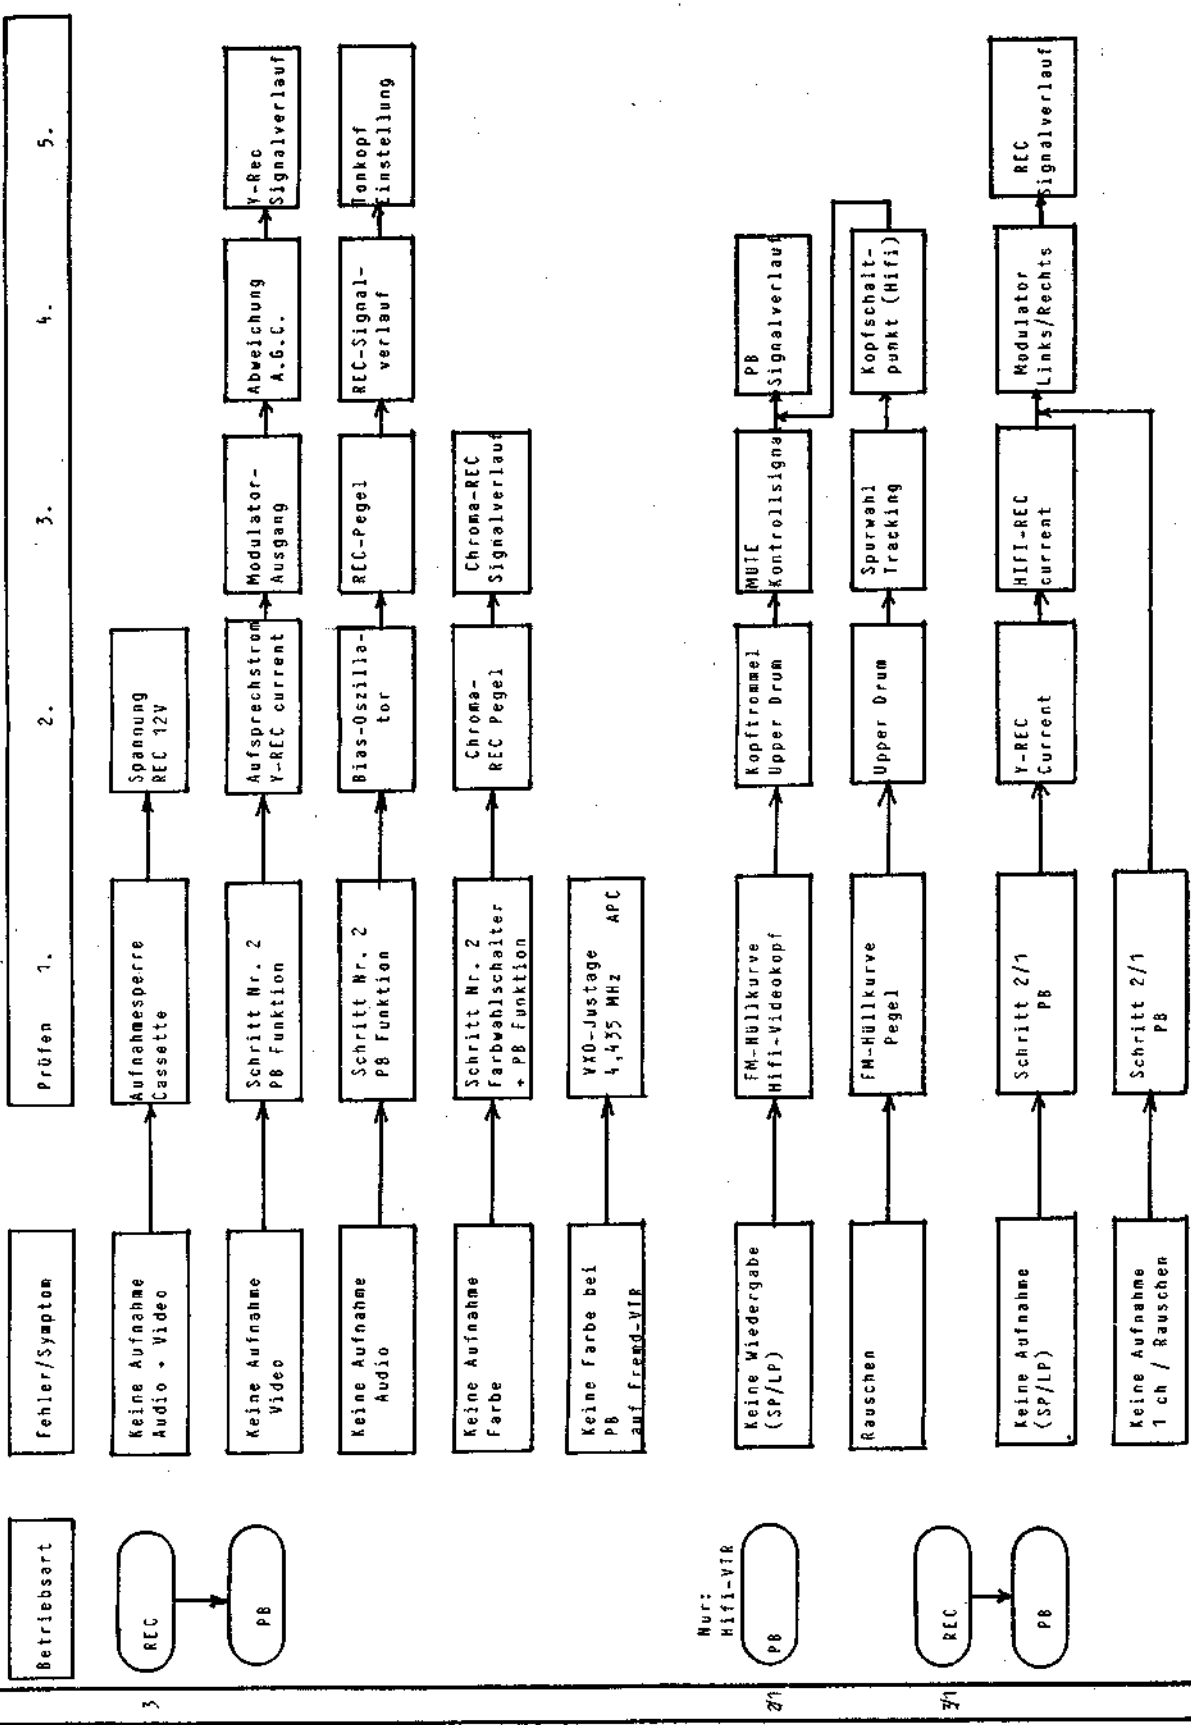 Betriebsart
Fehler/Symptom
Prüfen 1. 2. 3. 4. 5.
3
REC
PB
Keine Aufnahme
Audio + Video
Aufnahmesperre
Cassette
Spannung
REC 12V
Keine Aufnahme
Video
Schritt Nr. 2
PB Funktion
Aufsprechstrom
Y-REC current
Modulator-
Ausgang
Abweichung
A.G.C.
Y-Rec
Signalverlauf
Keine Aufnahme
Audio
Schritt Nr. 2
PB Funktion
Bias-Oszilla-
tor
REC-Pegel
REC-Signal-
verlauf
Tonkopf
Einstellung
Keine Aufnahme
Farbe
Schritt Nr. 2
Farbwahlschalter
+ PB Funktion
Chroma-
REC Pegel
Chroma-REC
Signalverlauf
Keine Farbe bei
PB
auf Fremd-VTR
VXO-Justage
4,435 MHz APC
2/1
Nur:
Hifi-VTR
PB
Keine Wiedergabe
(SP/LP)
FM-Hüllkurve
Hifi-Videokopf
Kopftrommel
Upper Drum
MUTE
Kontrollsigna
PB
Signalverlauf
Rauschen
FM-Hüllkurve
Pegel
Upper Drum
Spurwahl
Tracking
Kopfschalt-
punkt (Hifi)
3/1
REC
PB
Keine Aufnahme
(SP/LP)
Schritt 2/1
PB
Y-REC
Current
HIFI-REC
current
Modulator
Links/Rechts
REC
Signalverlauf
Keine Aufnahme
1 ch / Rauschen
Schritt 2/1
PB